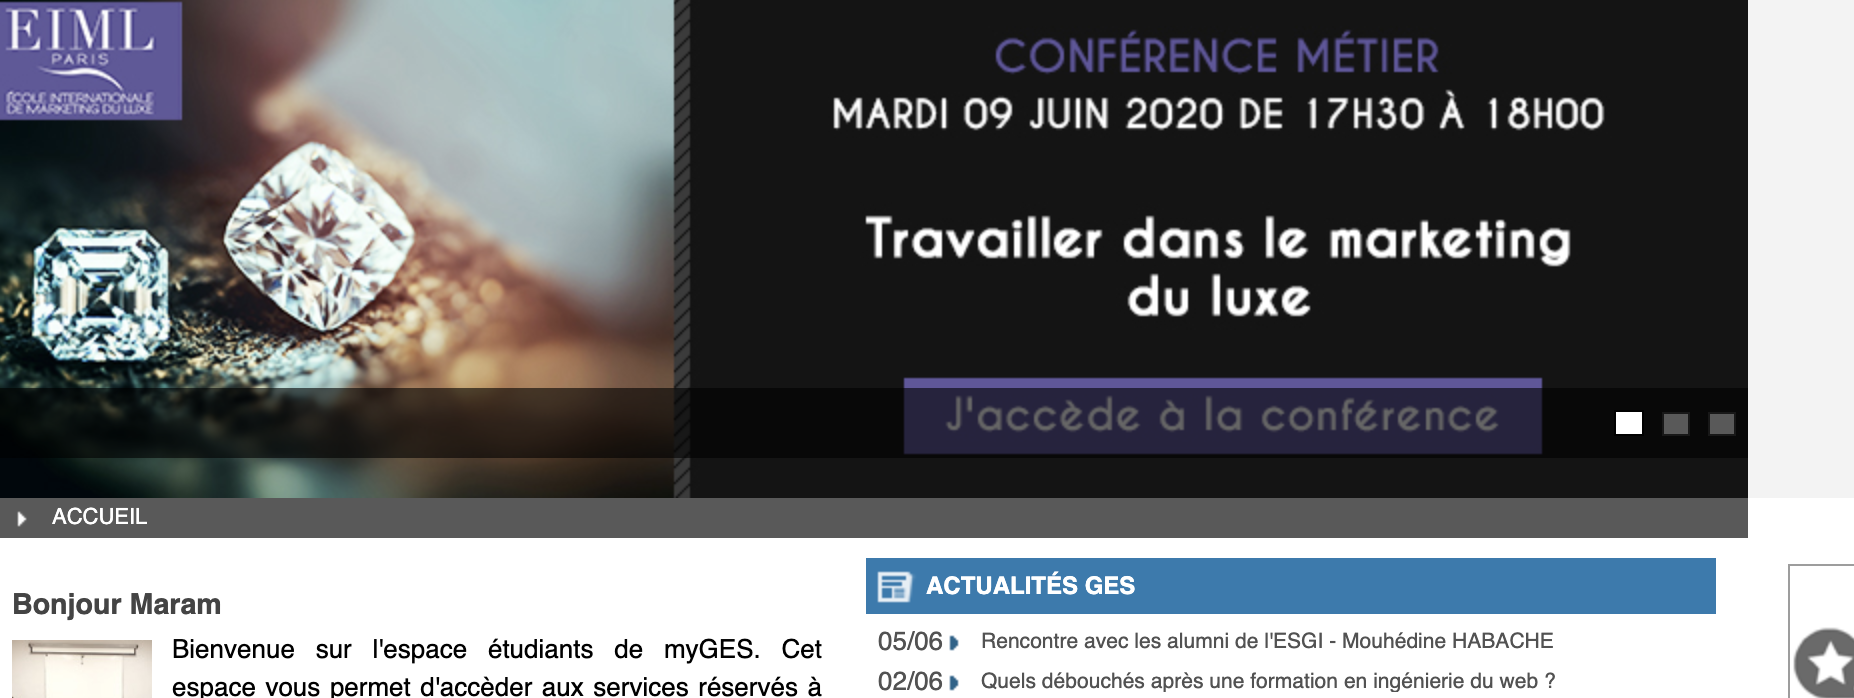 EIML
PARIS
ÉCOLE INTERNATIONALE
DE MARKETING DU LUXE
CONFÉRENCE MÉTIER
MARDI 09 JUIN 2020 DE 17H30 À 18H00
Travailler dans le marketing
du luxe
J'accède à la conférence
ACCUEIL
Bonjour Maram
Bienvenue sur l'espace étudiants de myGES. Cet
espace vous permet d'accèder aux services réservés à
ACTUALITÉS GES
05/06 Rencontre avec les alumni de l'ESGI - Mouhédine HABACHE
02/06 Quels débouchés après une formation en ingénierie du web ?